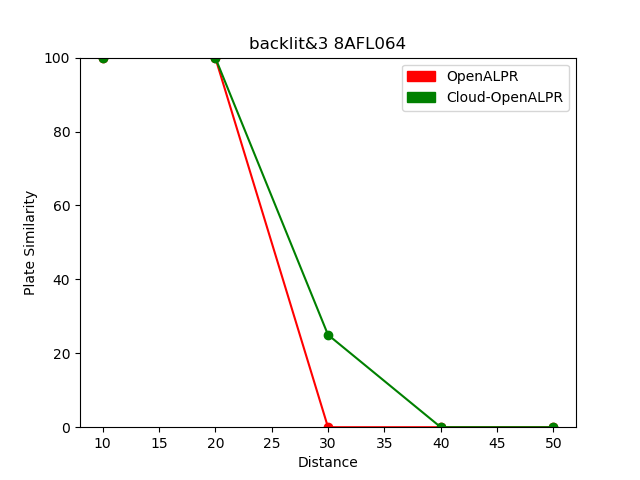 backlit&3 8AFL064
OpenALPR
Cloud-OpenALPR
Plate Similarity
100
80
60
40
20
0
10 15 20 25 30 35 40 45 50
Distance